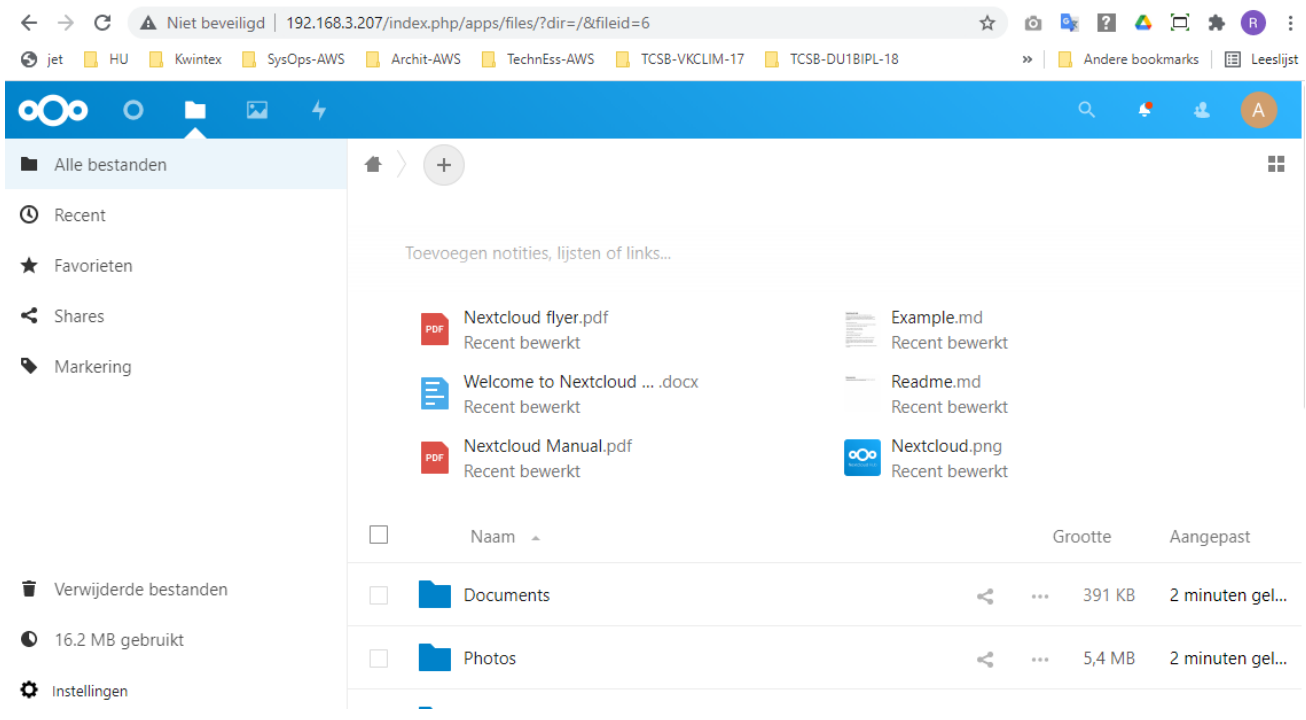 Niet beveiligd | 192.168.3.207/index.php/apps/files/?dir=/&fileid=6
R
jet HU Kwintex SysOps-AWS Archit-AWS TechnEss-AWS TCSB-VKCLIM-17 TCSB-DU1BIPL-18 » Andere bookmarks Leeslijst
A
Alle bestanden
Recent
Favorieten
Shares
Markering
Verwijderde bestanden
16.2 MB gebruikt
Instellingen
+
Toevoegen notities, lijsten of links...
PDF Nextcloud flyer.pdf
Recent bewerkt
Example.md
Recent bewerkt
Welcome to Nextcloud ... .docx
Recent bewerkt
Readme.md
Recent bewerkt
PDF Nextcloud Manual.pdf
Recent bewerkt
Nextcloud.png
Recent bewerkt
Naam Grootte Aangepast
Documents ... 391 KB 2 minuten gel...
Photos ... 5,4 MB 2 minuten gel...